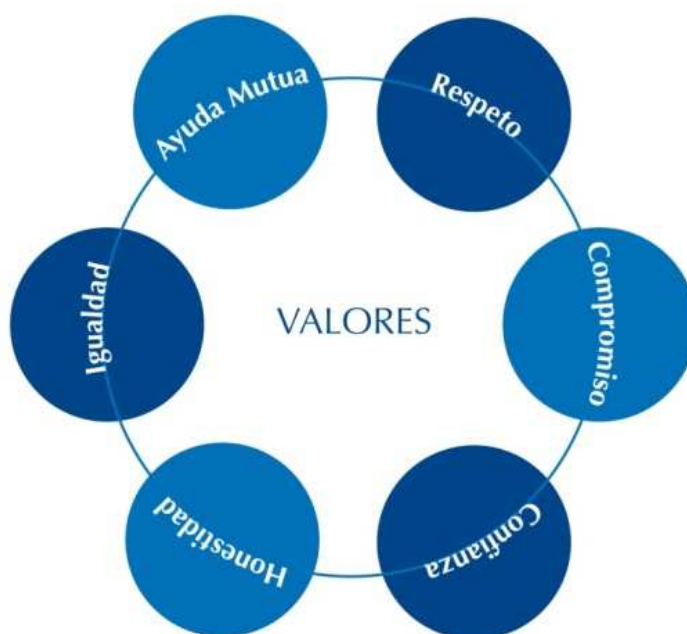 Ayuda Mutua
Respeto
Compromiso
Confianza
Honestidad
Igualdad
VALORES